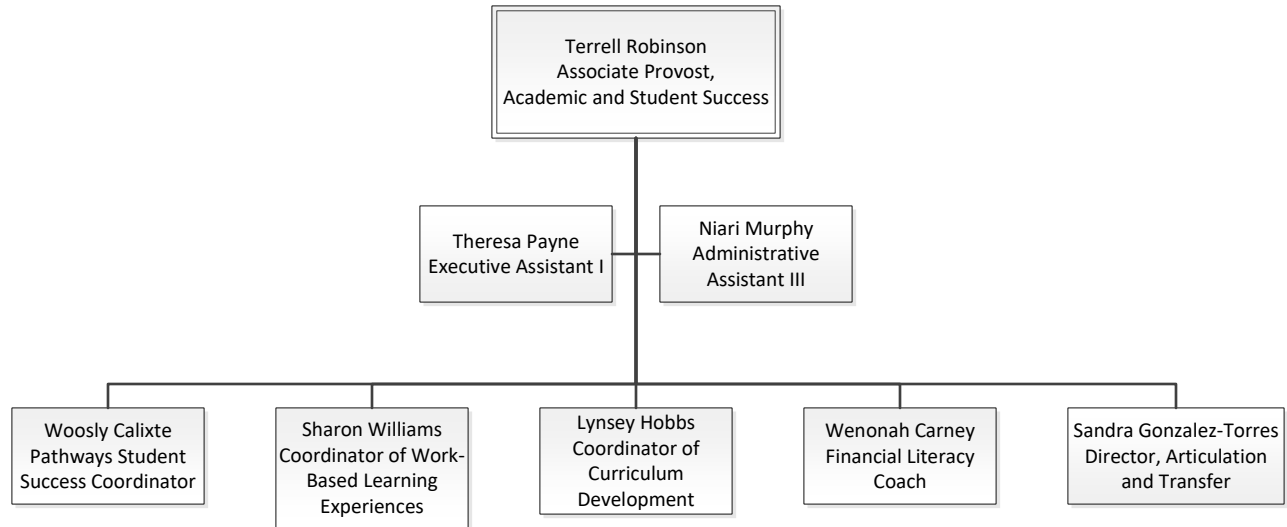 Terrell Robinson
Associate Provost,
Academic and Student Success
Theresa Payne
Executive Assistant I
Niari Murphy
Administrative
Assistant III
Woosly Calixte
Pathways Student
Success Coordinator
Sharon Williams
Coordinator of Work-
Based Learning
Experiences
Lynsey Hobbs
Coordinator of
Curriculum
Development
Wenonah Carney
Financial Literacy
Coach
Sandra Gonzalez-Torres
Director, Articulation
and Transfer